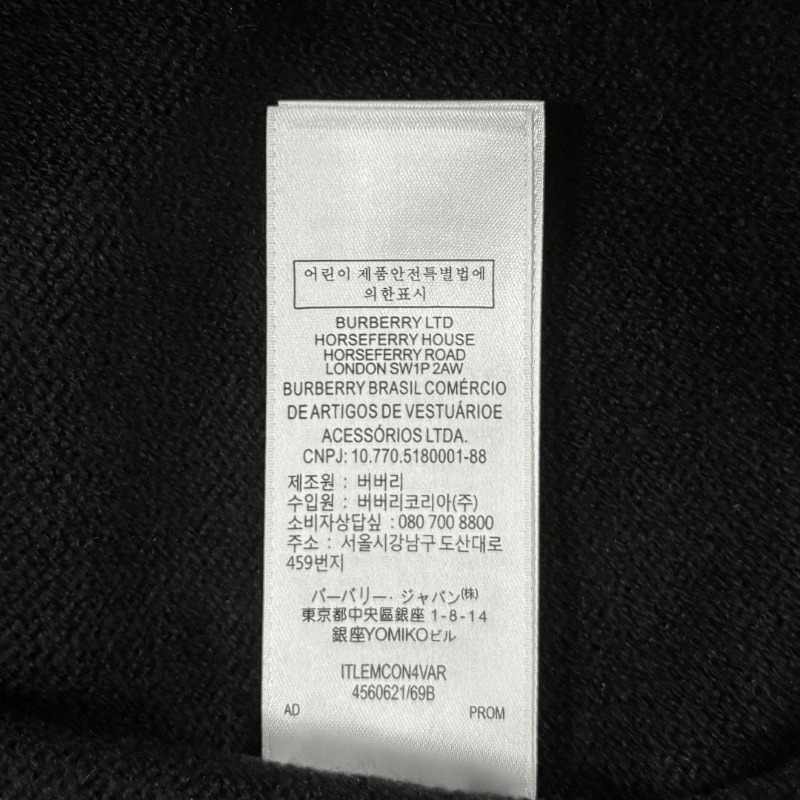 어린이 제품안전특별법에
의한표시
BURBERRY LTD
HORSEFERRY HOUSE
HORSEFERRY ROAD
LONDON SW1P 2AW
BURBERRY BRASIL COMÉRCIO
DE ARTIGOS DE VESTUÁRIOE
ACESSÓRIOS LTDA.
CNPJ: 10.770.5180001-88
제조원 : 버버리
수입원 : 버버리코리아(주)
소비자상답싶 : 080 700 8800
주소 : 서울시강남구 도산대로
459번지
バーバリー・ジャパン(株)
東京都中央區銀座 1-8-14
銀座YOMIKOビル
ITLEMCON4VAR
4560621/69B
AD PROM